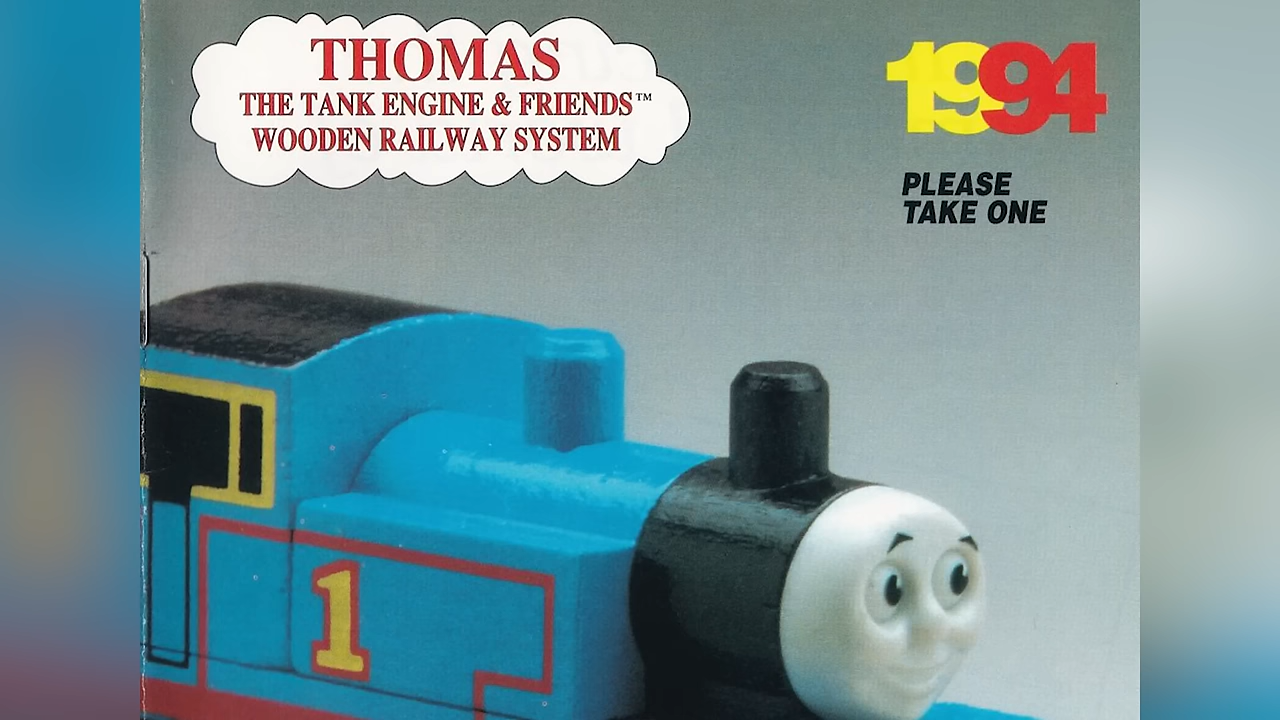 THOMAS
THE TANK ENGINE & FRIENDS™
WOODEN RAILWAY SYSTEM
1994
PLEASE
TAKE ONE
1